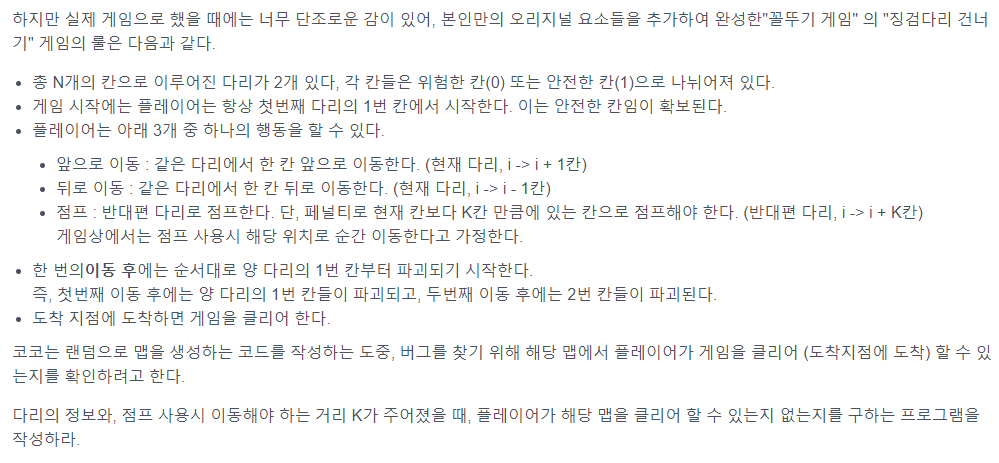 하지만 실제 게임으로 했을 때에는 너무 단조로운 감이 있어, 본인만의 오리지널 요소들을 추가하여 완성한"꼴뚜기 게임" 의 "징검다리 건너
기" 게임의 룰은 다음과 같다.
• 총 N개의 칸으로 이루어진 다리가 2개 있다, 각 칸들은 위험한 칸(0) 또는 안전한 칸(1)으로 나뉘어져 있다.
• 게임 시작에는 플레이어는 항상 첫번째 다리의 1번 칸에서 시작한다. 이는 안전한 칸임이 확보된다.
• 플레이어는 아래 3개 중 하나의 행동을 할 수 있다.
• 앞으로 이동 : 같은 다리에서 한 칸 앞으로 이동한다. (현재 다리, i -> i + 1칸)
• 뒤로 이동 : 같은 다리에서 한 칸 뒤로 이동한다. (현재 다리, i -> i - 1칸)
• 점프 : 반대편 다리로 점프한다. 단, 페널티로 현재 칸보다 K칸 만큼에 있는 칸으로 점프해야 한다. (반대편 다리, i -> i + K칸)
게임상에서는 점프 사용시 해당 위치로 순간 이동한다고 가정한다.
• 한 번의이동 후에는 순서대로 양 다리의 1번 칸부터 파괴되기 시작한다.
즉, 첫번째 이동 후에는 양 다리의 1번 칸들이 파괴되고, 두번째 이동 후에는 2번 칸들이 파괴된다.
• 도착 지점에 도착하면 게임을 클리어 한다.
코코는 랜덤으로 맵을 생성하는 코드를 작성하는 도중, 버그를 찾기 위해 해당 맵에서 플레이어가 게임을 클리어 (도착지점에 도착) 할 수 있
는지를 확인하려고 한다.
다리의 정보와, 점프 사용시 이동해야 하는 거리 K가 주어졌을 때, 플레이어가 해당 맵을 클리어 할 수 있는지 없는지를 구하는 프로그램을
작성하라.